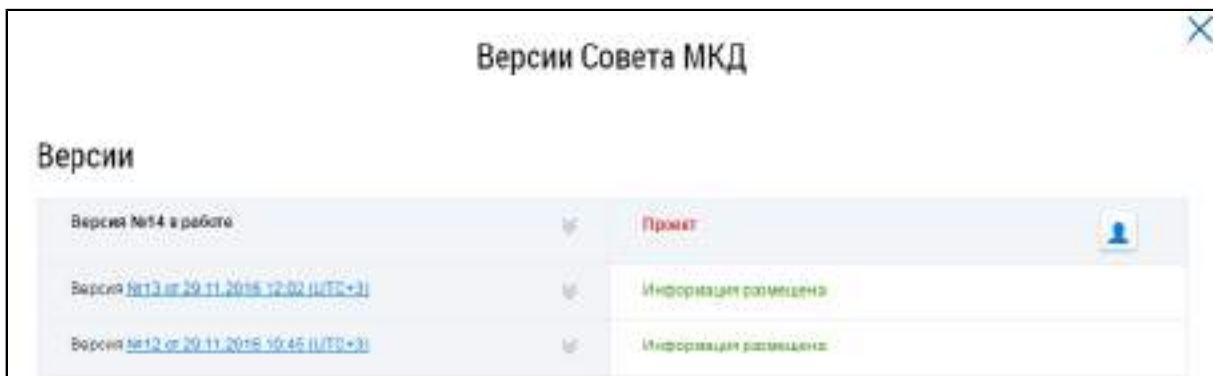 Версии Совета МКД
Версии
Версия №14 в работе
Проект
Версия №13 от 29.11.2016 12:02 (UTC+3)
Информация размещена
Версия №12 от 29.11.2016 10:45 (UTC+3)
Информация размещена